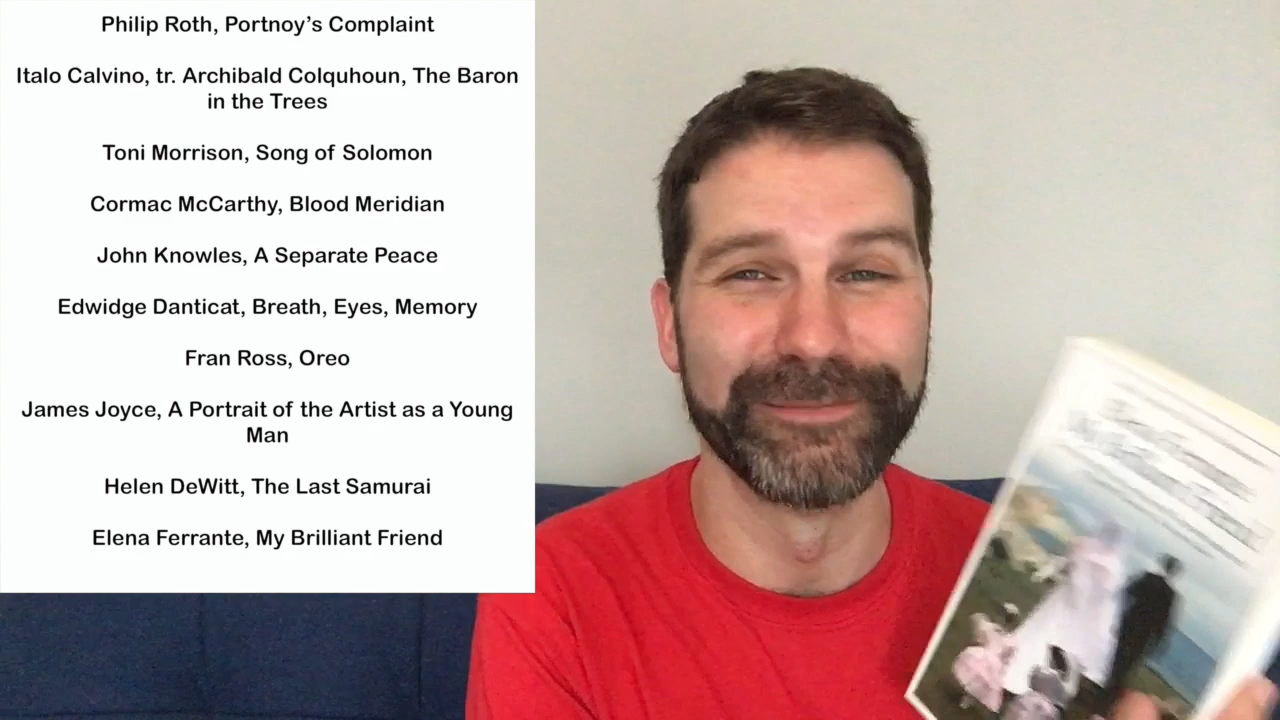 Philip Roth, Portnoy’s Complaint
Italo Calvino, tr. Archibald Colquhoun, The Baron
in the Trees
Toni Morrison, Song of Solomon
Cormac McCarthy, Blood Meridian
John Knowles, A Separate Peace
Edwidge Danticat, Breath, Eyes, Memory
Fran Ross, Oreo
James Joyce, A Portrait of the Artist as a Young
Man
Helen DeWitt, The Last Samurai
Elena Ferrante, My Brilliant Friend